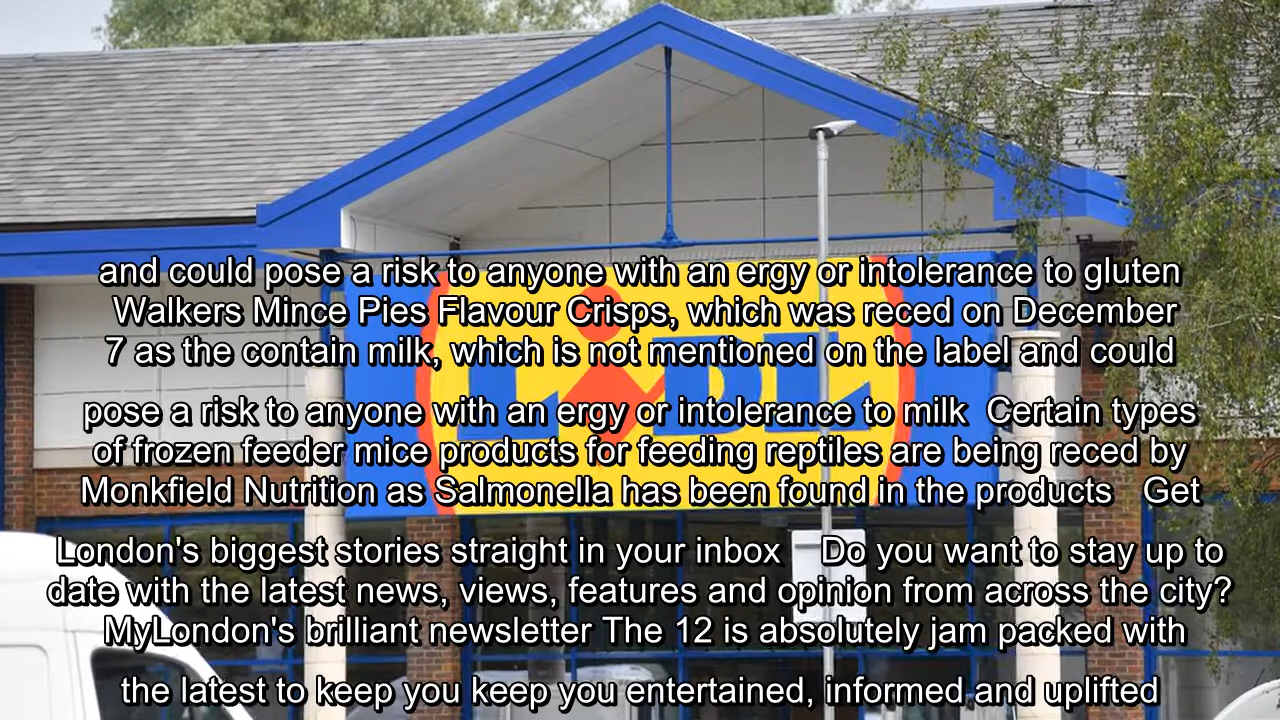 and could pose a risk to anyone with an ergy or intolerance to gluten
Walkers Mince Pies Flavour Crisps, which was reced on December
7 as the contain milk, which is not mentioned on the label and could
pose a risk to anyone with an ergy or intolerance to milk Certain types
of frozen feeder mice products for feeding reptiles are being reced by
Monkfield Nutrition as Salmonella has been found in the products Get
London's biggest stories straight in your inbox Do you want to stay up to
date with the latest news, views, features and opinion from across the city?
MyLondon's brilliant newsletter The 12 is absolutely jam packed with
the latest to keep you keep you entertained, informed and uplifted
LIDL